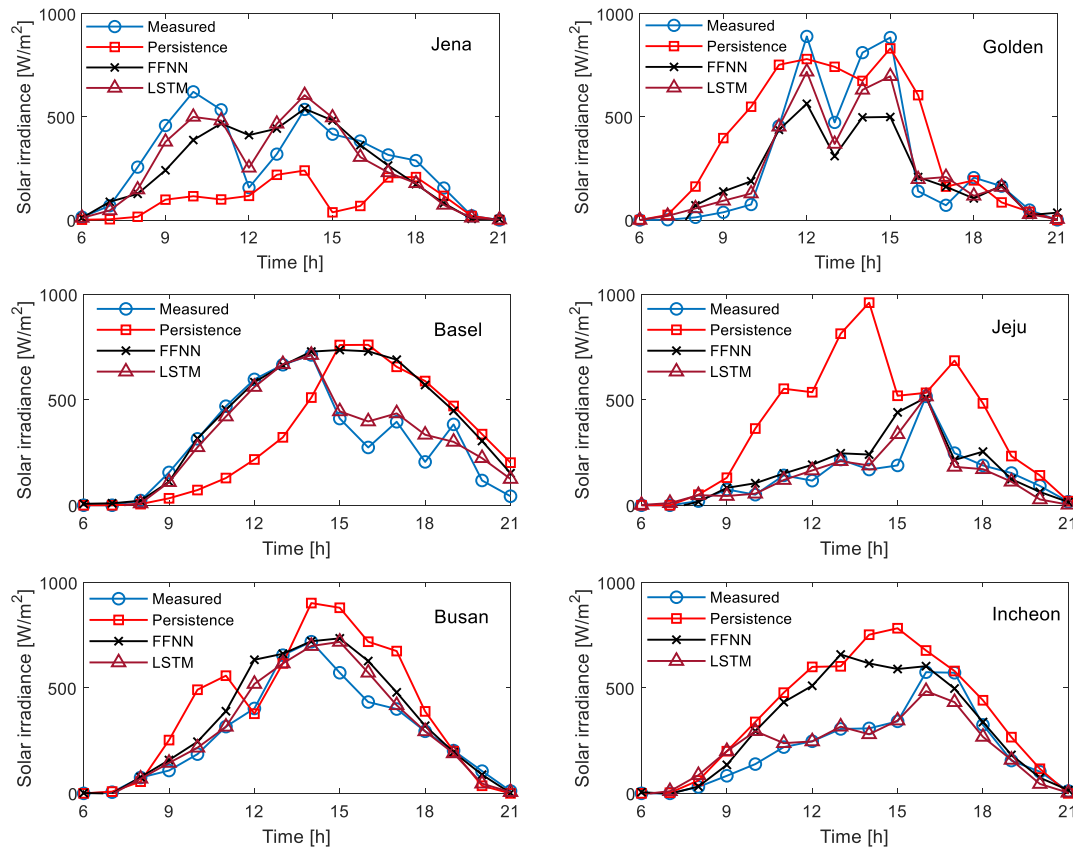 Solar irradiance [W/m²]
1000
500
0
Measured
Persistence
FFNN
LSTM
Jena
6 9 12 15 18 21
Time [h]
Solar irradiance [W/m²]
1000
500
0
Measured
Persistence
FFNN
LSTM
Golden
6 9 12 15 18 21
Time [h]
Solar irradiance [W/m²]
1000
500
0
Measured
Persistence
FFNN
LSTM
Basel
6 9 12 15 18 21
Time [h]
Solar irradiance [W/m²]
1000
500
0
Measured
Persistence
FFNN
LSTM
Jeju
6 9 12 15 18 21
Time [h]
Solar irradiance [W/m²]
1000
500
0
Measured
Persistence
FFNN
LSTM
Busan
6 9 12 15 18 21
Time [h]
Solar irradiance [W/m²]
1000
500
0
Measured
Persistence
FFNN
LSTM
Incheon
6 9 12 15 18 21
Time [h]